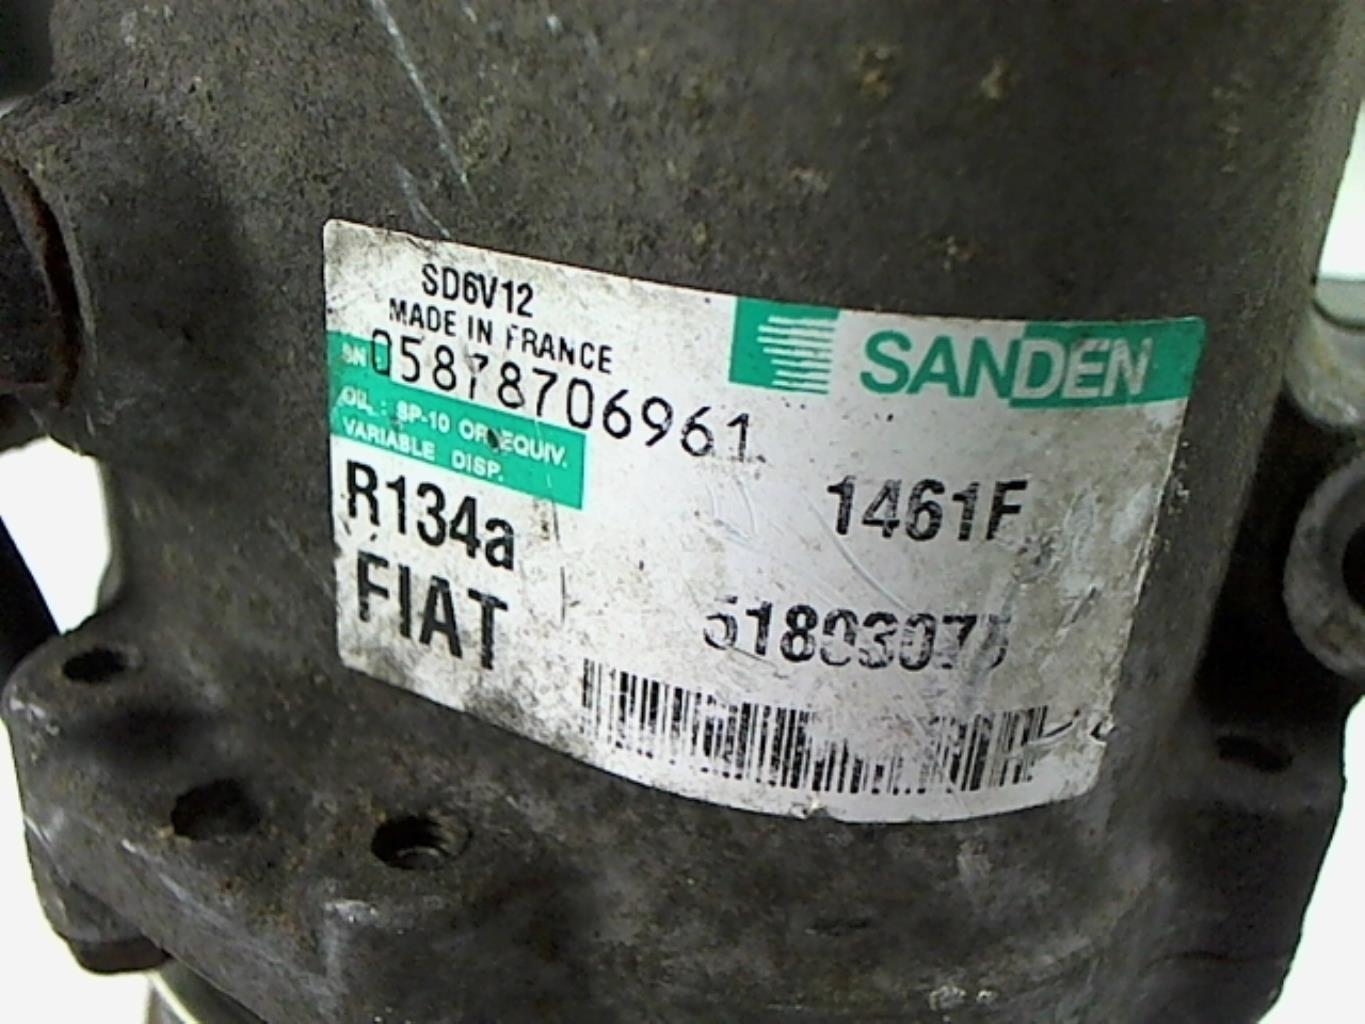 SD6V12
MADE IN FRANCE
SANDEN
SN: 05878706961
OIL : SP-10 OR EQUIV.
VARIABLE DISP.
R134a
1461F
FIAT